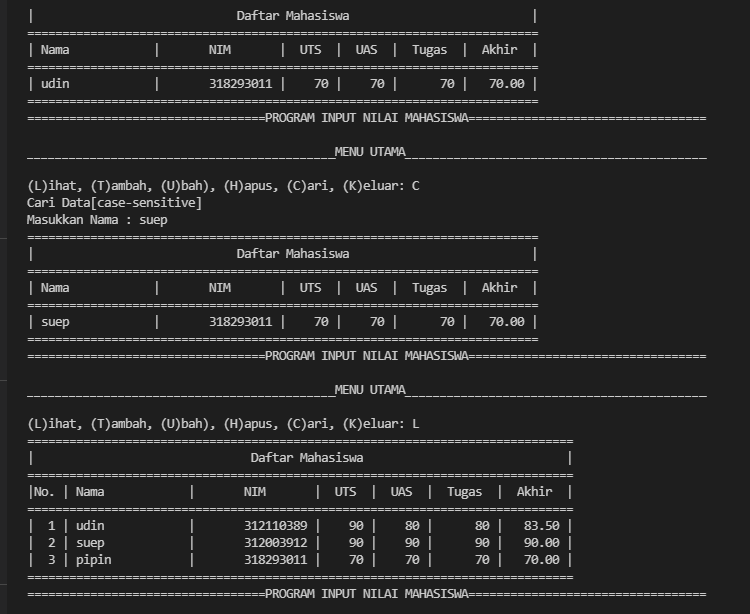 |                             Daftar Mahasiswa                          |
=========================================================================
| Nama            |       NIM       |  UTS  |  UAS  |  Tugas  |  Akhir  |
=========================================================================
| udin            |       318293011 |    70 |    70 |      70 |   70.00 |
=========================================================================
==================================PROGRAM INPUT NILAI MAHASISWA==================================
____________________________________________MENU UTAMA___________________________________________
(L)ihat, (T)ambah, (U)bah), (H)apus, (C)ari, (K)eluar: C
Cari Data[case-sensitive]
Masukkan Nama : suep
=========================================================================
|                             Daftar Mahasiswa                          |
=========================================================================
| Nama            |       NIM       |  UTS  |  UAS  |  Tugas  |  Akhir  |
=========================================================================
| suep            |       318293011 |    70 |    70 |      70 |   70.00 |
=========================================================================
==================================PROGRAM INPUT NILAI MAHASISWA==================================
____________________________________________MENU UTAMA___________________________________________
(L)ihat, (T)ambah, (U)bah), (H)apus, (C)ari, (K)eluar: L
==============================================================================
|                               Daftar Mahasiswa                             |
==============================================================================
|No. | Nama            |       NIM       |  UTS  |  UAS  |  Tugas  |  Akhir  |
==============================================================================
|  1 | udin            |       312110389 |    90 |    80 |      80 |   83.50 |
|  2 | suep            |       312003912 |    90 |    90 |      90 |   90.00 |
|  3 | pipin           |       318293011 |    70 |    70 |      70 |   70.00 |
==============================================================================
==================================PROGRAM INPUT NILAI MAHASISWA==================================